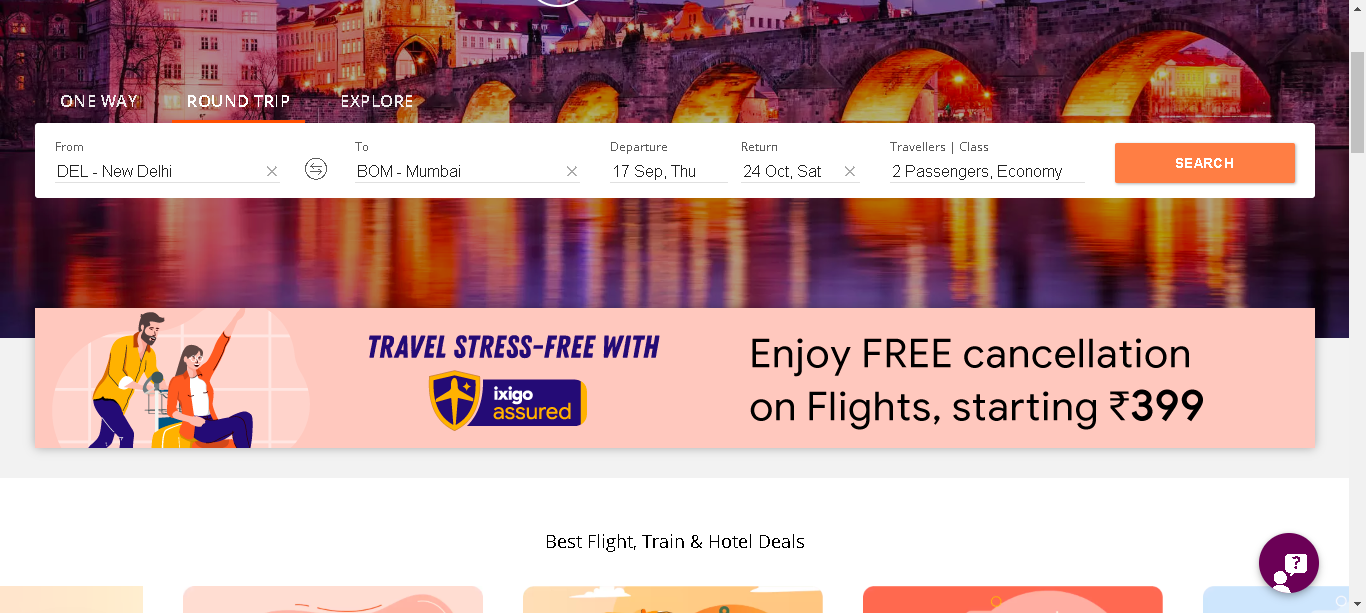 ONE WAY
ROUND TRIP
EXPLORE
From
To
Departure
Return
Travellers | Class
DEL - New Delhi
BOM - Mumbai
17 Sep, Thu
24 Oct, Sat
2 Passengers, Economy
SEARCH
TRAVEL STRESS-FREE WITH
ixigo
assured
Enjoy FREE cancellation
on Flights, starting ₹399
Best Flight, Train & Hotel Deals
?